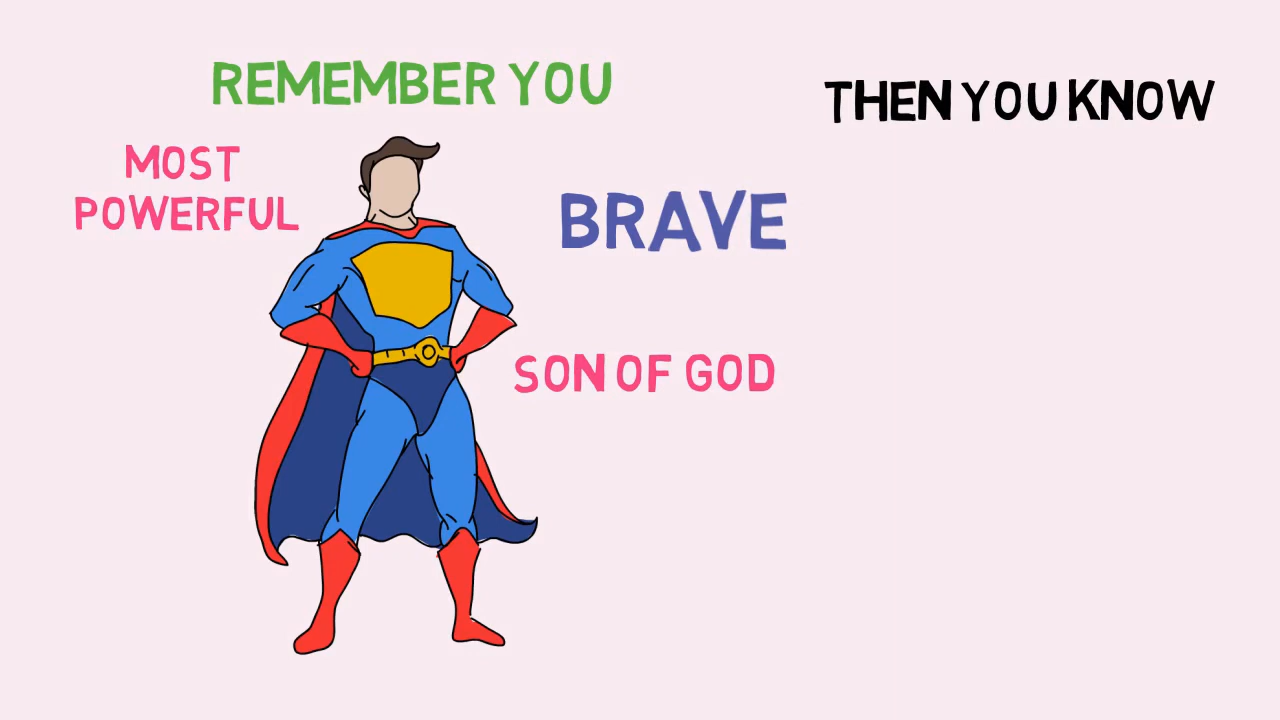 REMEMBER YOU
MOST
POWERFUL
BRAVE
SON OF GOD
THEN YOU KNOW